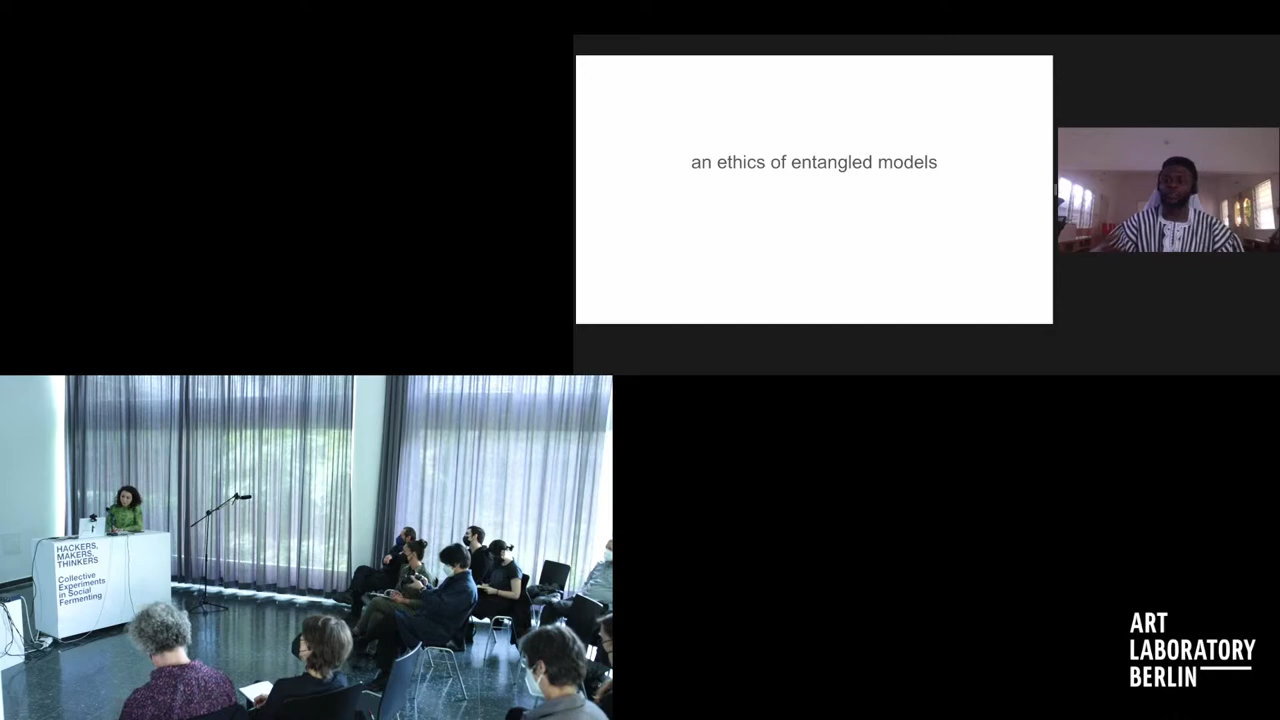 an ethics of entangled models
HACKERS,
MAKERS,
THINKERS
Collective
Experiments
in Social
Fermenting
ART
LABORATORY
BERLIN